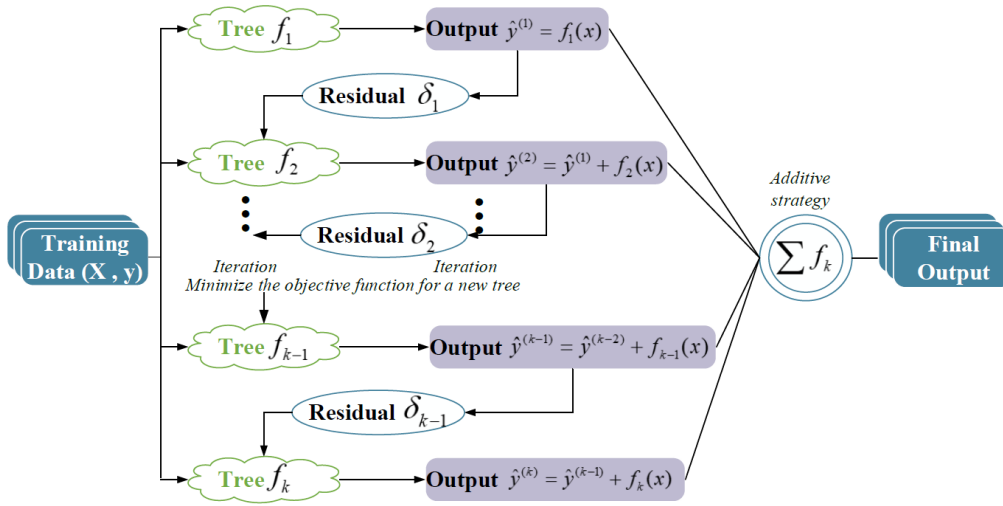 Tree f₁
Output ŷ⁽¹⁾ = f₁(x)
Residual δ₁
Tree f₂
Output ŷ⁽²⁾ = ŷ⁽¹⁾ + f₂(x)
Additive
strategy
Residual δ₂
Training
Data (X , y)
∑ fₖ
Final
Output
Iteration
Iteration
Minimize the objective function for a new tree
Tree fₖ₋₁
Output ŷ⁽ᵏ⁻¹⁾ = ŷ⁽ᵏ⁻²⁾ + fₖ₋₁(x)
Residual δₖ₋₁
Tree fₖ
Output ŷ⁽ᵏ⁾ = ŷ⁽ᵏ⁻¹⁾ + fₖ(x)